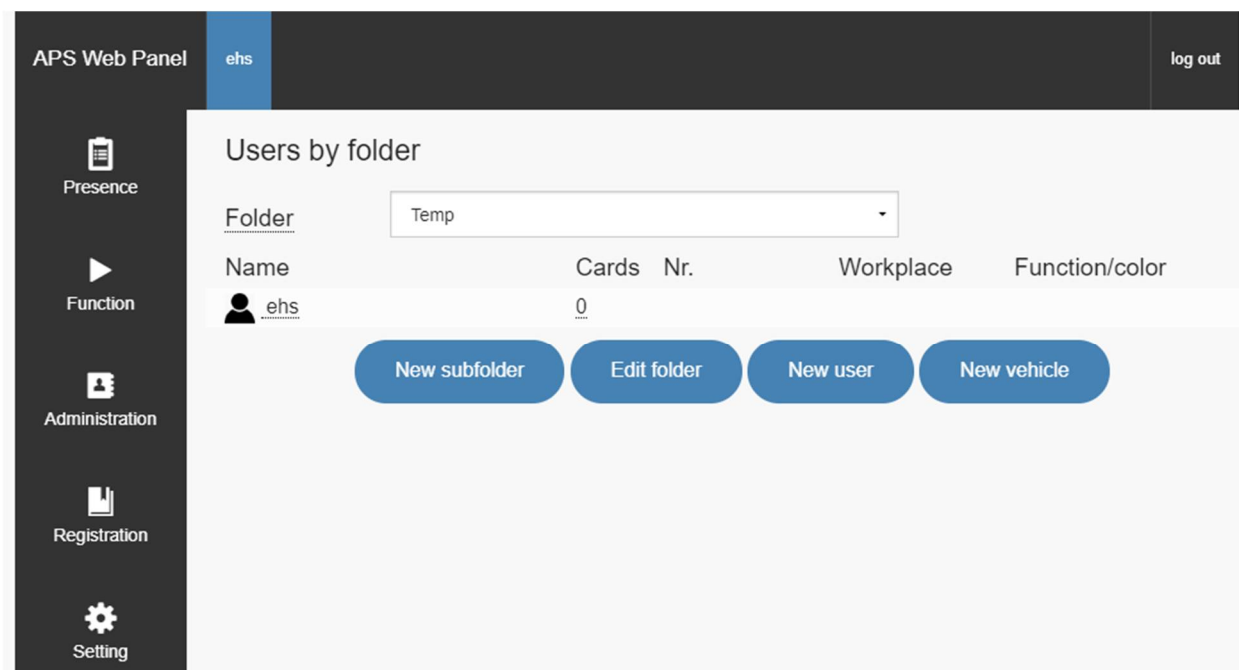 APS Web Panel ehs log out
Presence
Function
Administration
Registration
Setting
Users by folder
Folder Temp
Name Cards Nr. Workplace Function/color
ehs 0
New subfolder Edit folder New user New vehicle